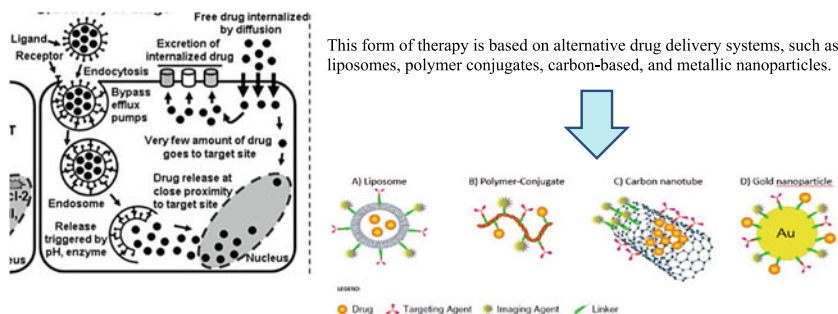 Free drug internalized
by diffusion
Ligand
Receptor
Excretion of
internalized drug
Endocytosis
Bypass
efflux
pumps
Very few amount of drug
goes to target site
Drug release at
close proximity
to target site
Endosome
Release
triggered by
pH, enzyme
Nucleus
T
cl-2
eus
This form of therapy is based on alternative drug delivery systems, such as
liposomes, polymer conjugates, carbon-based, and metallic nanoparticles.
A) Liposome
B) Polymer-Conjugate
C) Carbon nanotube
D) Gold nanoparticle
Au
LEGEND:
Drug
Targeting Agent
Imaging Agent
Linker